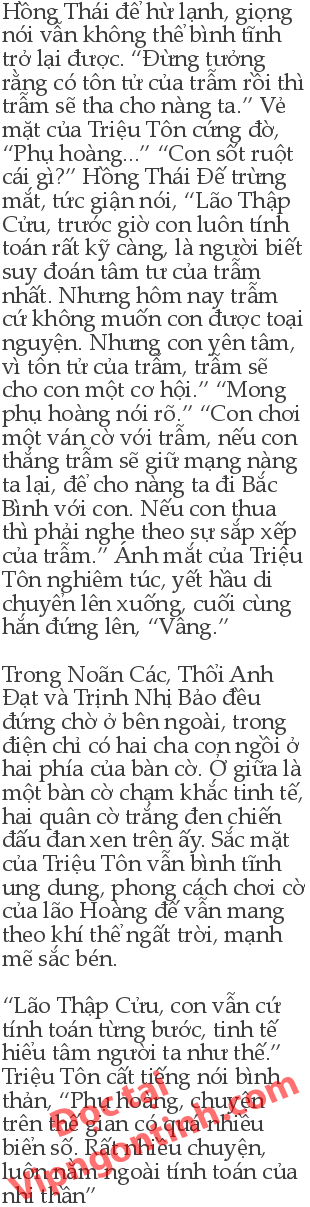 Hồng Thái để hừ lạnh, giọng
nói vẫn không thể bình tĩnh
trở lại được. “Đừng tưởng
rằng có tôn tử của trẫm rồi thì
trẫm sẽ tha cho nàng ta.” Vẻ
mặt của Triệu Tôn cứng đờ,
“Phụ hoàng...” “Con sốt ruột
cái gì?” Hồng Thái Đế trừng
mắt, tức giận nói, “Lão Thập
Cửu, trước giờ con luôn tính
toán rất kỹ càng, là người biết
suy đoán tâm tư của trẫm
nhất. Nhưng hôm nay trẫm
cứ không muốn con được toại
nguyện. Nhưng con yên tâm,
vì tôn tử của trẫm, trẫm sẽ
cho con một cơ hội.” “Mong
phụ hoàng nói rõ.” “Con chơi
một ván cờ với trẫm, nếu con
thắng trẫm sẽ giữ mạng nàng
ta lại, để cho nàng ta đi Bắc
Bình với con. Nếu con thua
thì phải nghe theo sự sắp xếp
của trẫm.” Ánh mắt của Triệu
Tôn nghiêm túc, yết hầu di
chuyển lên xuống, cuối cùng
hắn đứng lên, “Vâng.”
Trong Noãn Các, Thổi Anh
Đạt và Trịnh Nhị Bảo đều
đứng chờ ở bên ngoài, trong
điện chỉ có hai cha con ngồi ở
hai phía của bàn cờ. Ở giữa là
một bàn cờ chạm khắc tinh tế,
hai quân cờ trắng đen chiến
đấu đan xen trên ấy. Sắc mặt
của Triệu Tôn vẫn bình tĩnh
ung dung, phong cách chơi cờ
của lão Hoàng đế vẫn mang
theo khí thể ngất trời, mạnh
mẽ sắc bén.
“Lão Thập Cửu, con vẫn cứ
tính toán từng bước, tinh tế
hiểu tâm người ta như thế.”
Triệu Tôn cất tiếng nói bình
thản, “Phụ hoàng, chuyện
trên thế gian có quá nhiều
biển số. Rất nhiều chuyện,
luôn nằm ngoài tính toán của
nhi thần”
Doc tai
Vipngontinh.com